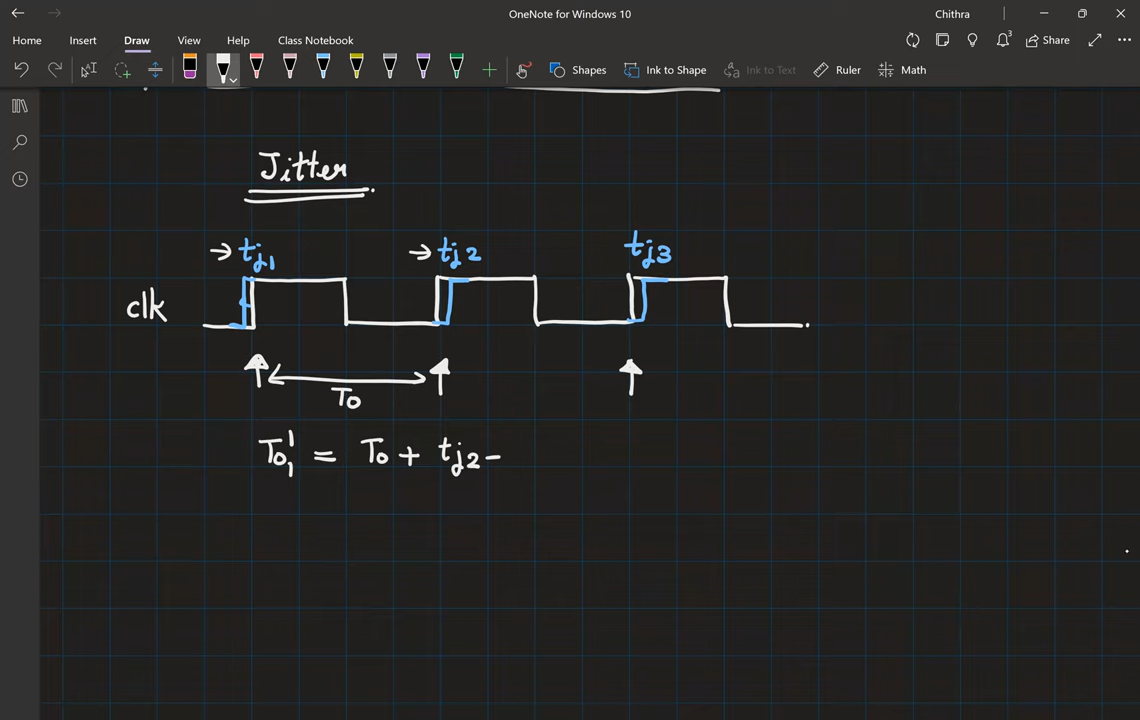 OneNote for Windows 10
Chithra
Home Insert Draw View Help Class Notebook
Share
Shapes Ink to Shape Ink to Text Ruler Math
Jitter
→ tj1 → tj2 tj3
clk
T0
T0,1' = T0 + tj2 -